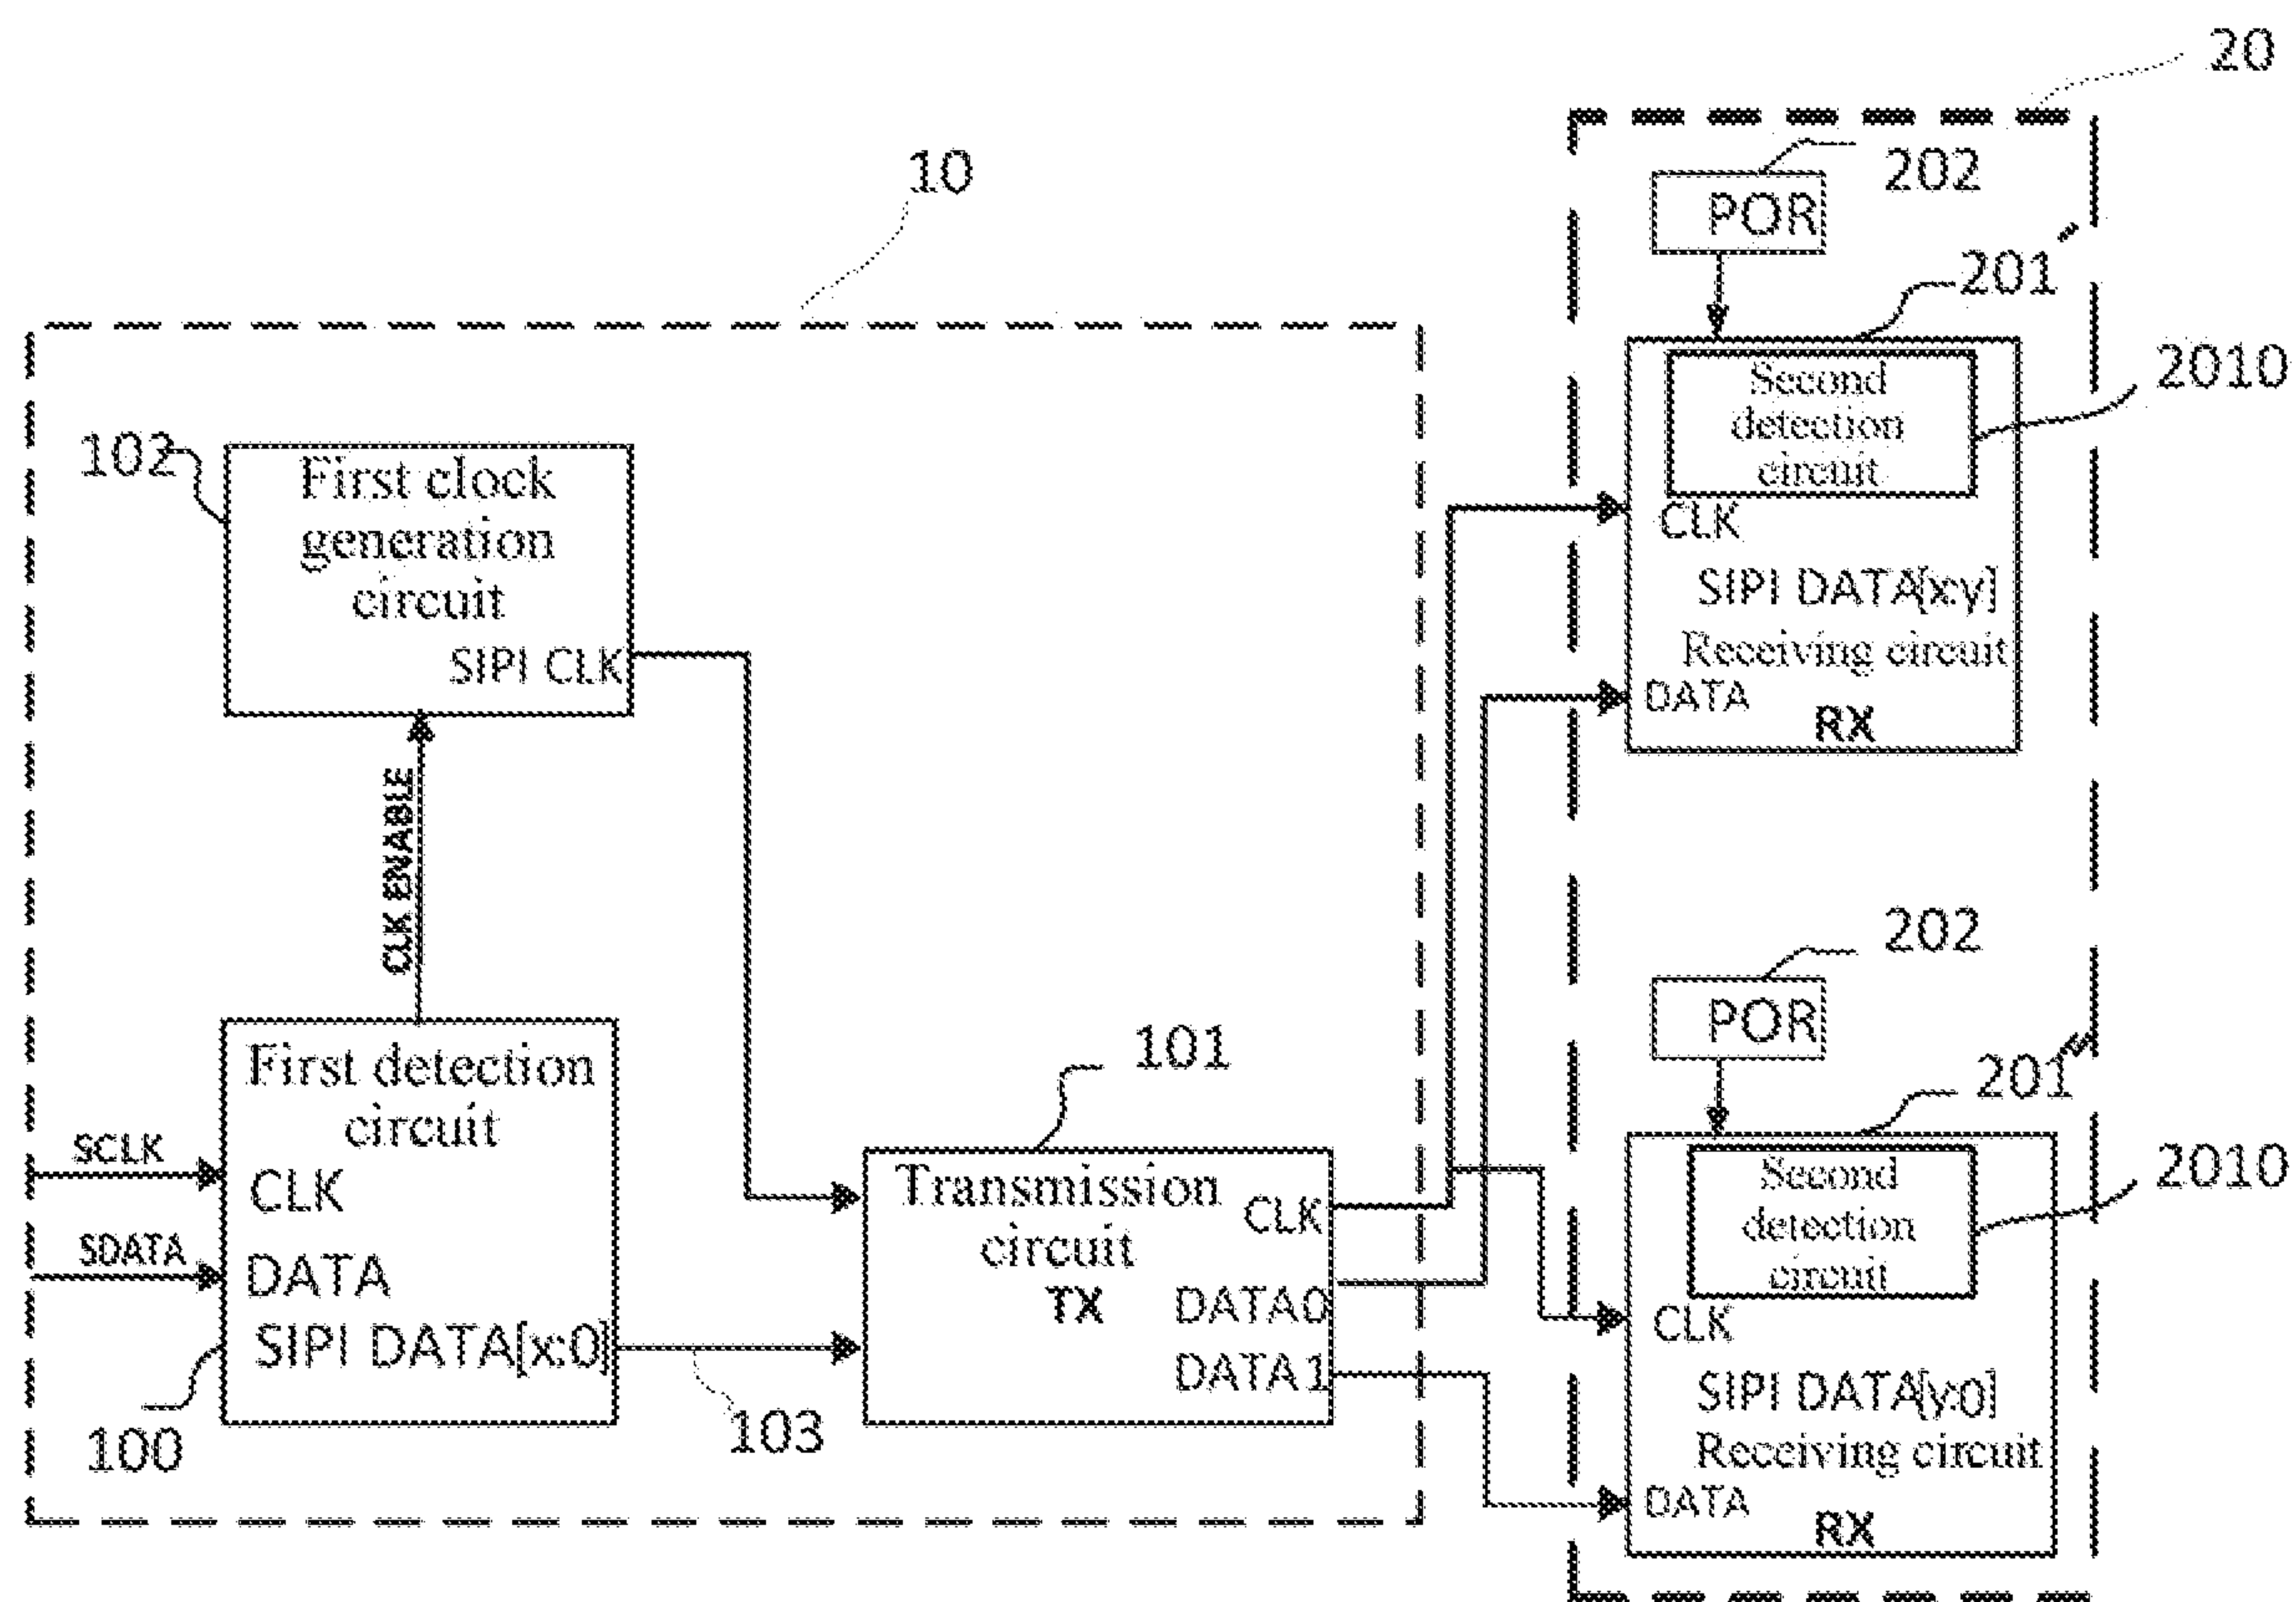 20
10
202
POR
201
Second
detection
circuit
2010
CLK
SIPI DATA[x:y]
Receiving circuit
DATA
RX
102
First clock
generation
circuit
SIPI CLK
CLK ENABLE
202
POR
201
Second
detection
circuit
2010
CLK
SIPI DATA[y:0]
Receiving circuit
DATA
RX
First detection
circuit
SCLK
CLK
SDATA
DATA
SIPI DATA[x:0]
100
103
101
Transmission
circuit
TX
CLK
DATA0
DATA1